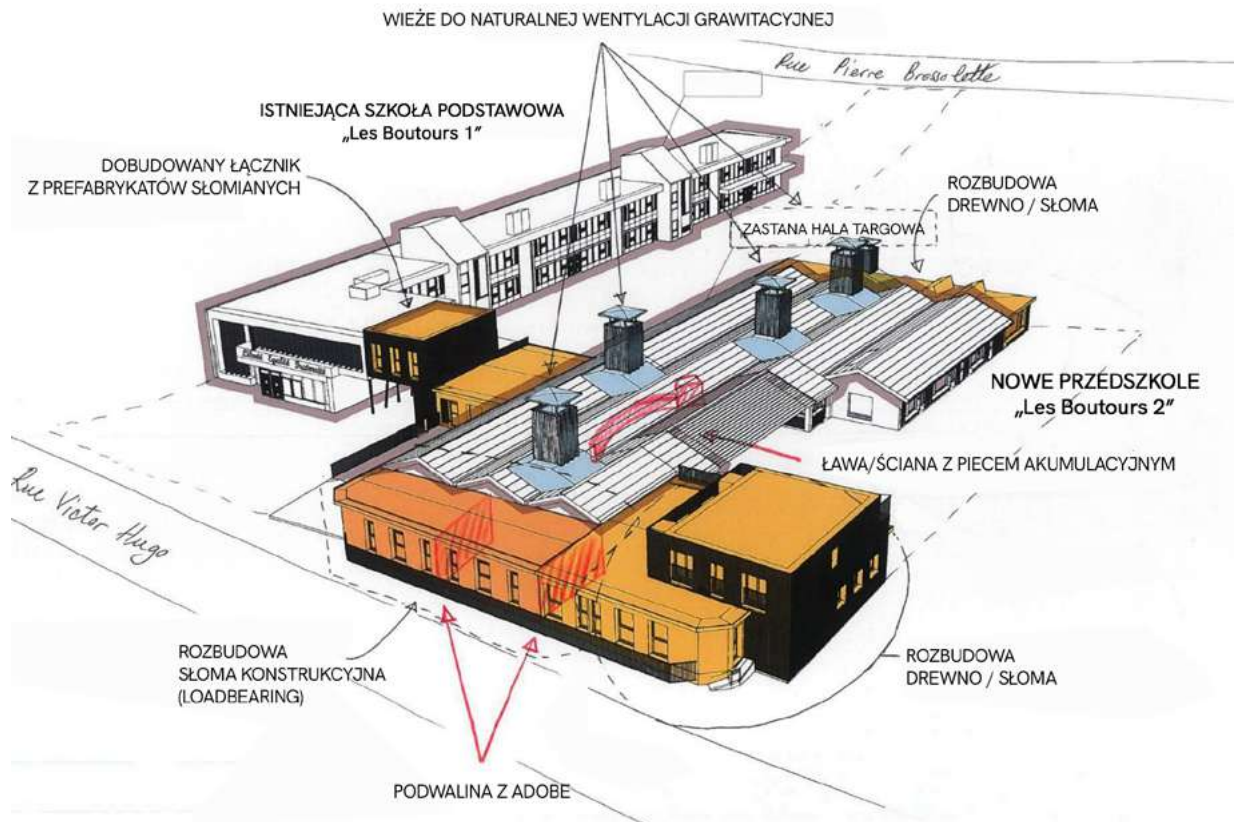 WIEŻE DO NATURALNEJ WENTYLACJI GRAWITACYJNEJ
Rue Pierre Brossolette
ISTNIEJĄCA SZKOŁA PODSTAWOWA
„Les Boutours 1”
DOBUDOWANY ŁĄCZNIK
Z PREFABRYKATÓW SŁOMIANYCH
ROZBUDOWA
DREWNO / SŁOMA
ZASTANA HALA TARGOWA
NOWE PRZEDSZKOLE
„Les Boutours 2”
ŁAWA/ŚCIANA Z PIECEM AKUMULACYJNYM
Rue Victor Hugo
ROZBUDOWA
SŁOMA KONSTRUKCYJNA
(LOADBEARING)
ROZBUDOWA
DREWNO / SŁOMA
PODWALINA Z ADOBE